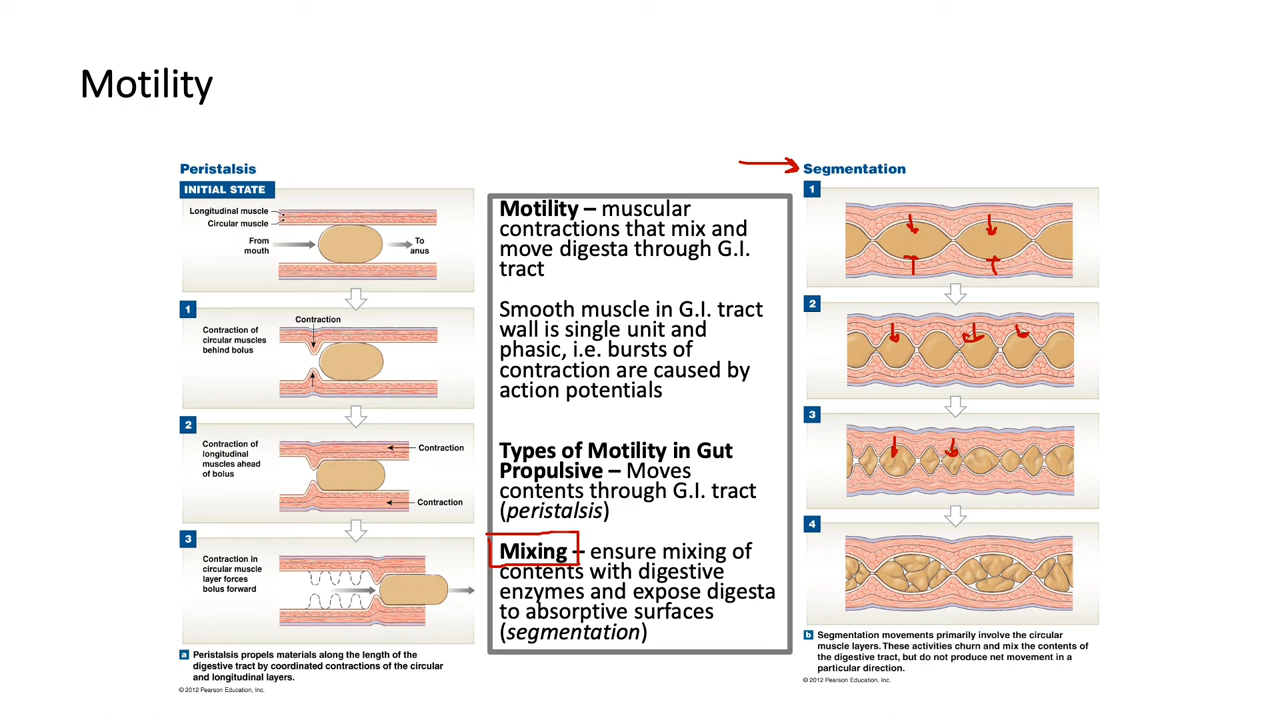 Motility
Peristalsis
INITIAL STATE
Longitudinal muscle
Circular muscle
From
mouth
To
anus
1
Contraction of
circular muscles
behind bolus
Contraction
2
Contraction of
longitudinal
muscles ahead
of bolus
Contraction
Contraction
3
Contraction in
circular muscle
layer forces
bolus forward
a Peristalsis propels materials along the length of the
digestive tract by coordinated contractions of the circular
and longitudinal layers.
© 2012 Pearson Education, Inc.
Motility – muscular
contractions that mix and
move digesta through G.I.
tract
Smooth muscle in G.I. tract
wall is single unit and
phasic, i.e. bursts of
contraction are caused by
action potentials
Types of Motility in Gut
Propulsive – Moves
contents through G.I. tract
(peristalsis)
Mixing – ensure mixing of
contents with digestive
enzymes and expose digesta
to absorptive surfaces
(segmentation)
Segmentation
1
2
3
4
b Segmentation movements primarily involve the circular
muscle layers. These activities churn and mix the contents of
the digestive tract, but do not produce net movement in a
particular direction.
© 2012 Pearson Education, Inc.